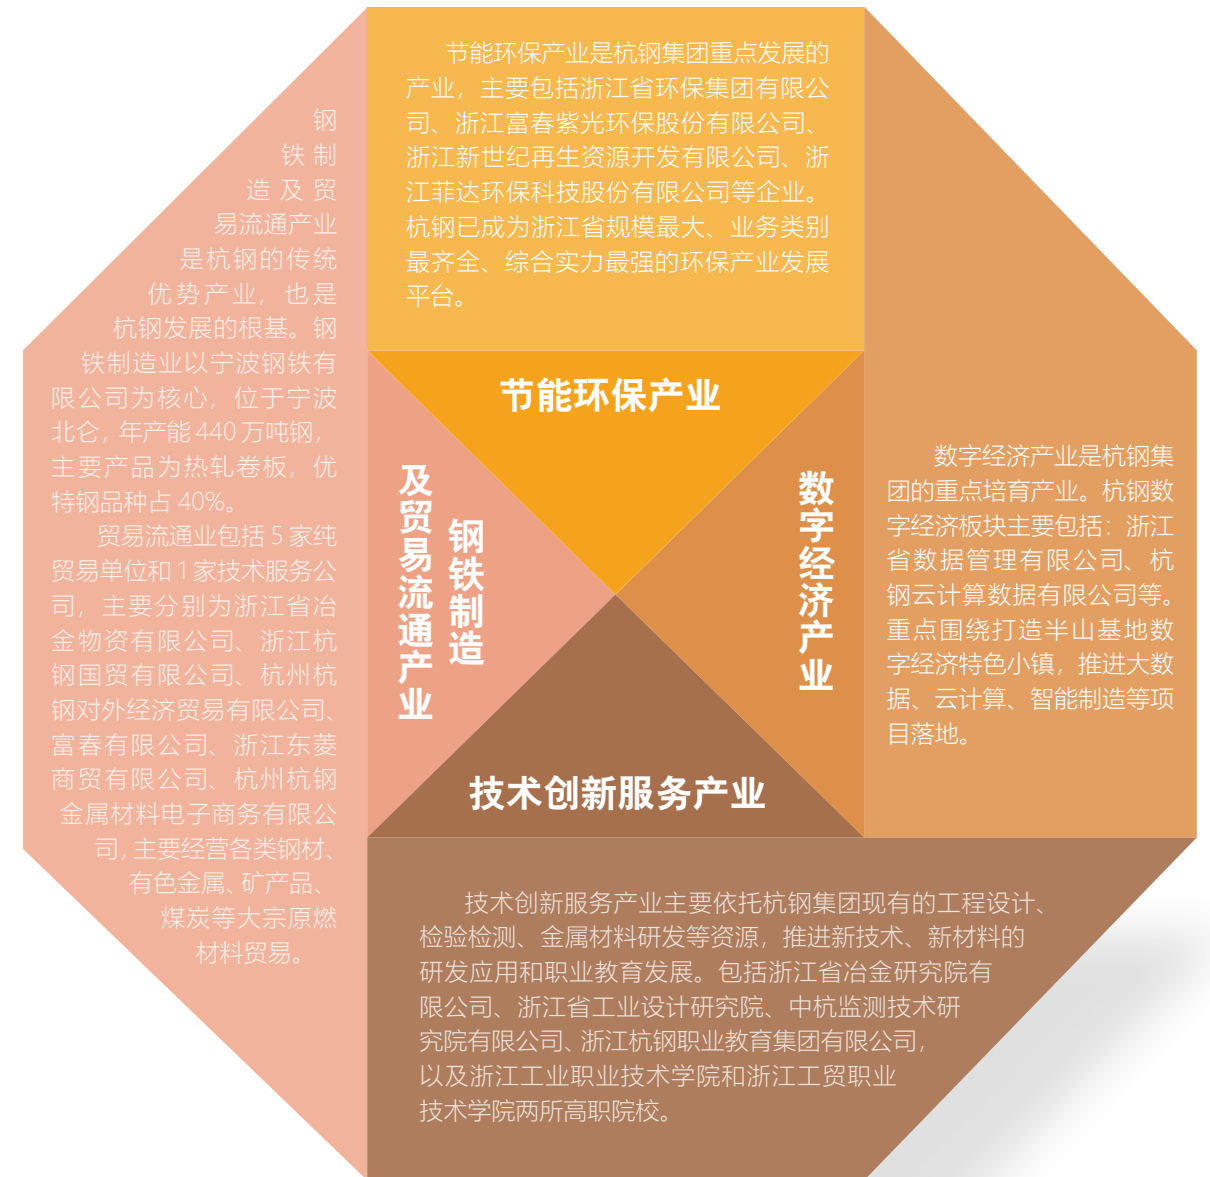 节能环保产业是杭钢集团重点发展的
产业，主要包括浙江省环保集团有限公
司、浙江富春紫光环保股份有限公司、
浙江新世纪再生资源开发有限公司、浙
江菲达环保科技股份有限公司等企业。
杭钢已成为浙江省规模最大、业务类别
最齐全、综合实力最强的环保产业发展
平台。
钢
铁制
造及贸
易流通产业
是杭钢的传统
优势产业，也是
杭钢发展的根基。钢
铁制造业以宁波钢铁有
限公司为核心，位于宁波
北仑，年产能440万吨钢，
主要产品为热轧卷板，优
特钢品种占40%。
贸易流通业包括5家纯
贸易单位和1家技术服务公
司，主要分别为浙江省冶
金物资有限公司、浙江杭
钢国贸有限公司、杭州杭
钢对外经济贸易有限公司、
富春有限公司、浙江东菱
商贸有限公司、杭州杭钢
金属材料电子商务有限公
司，主要经营各类钢材、
有色金属、矿产品、
煤炭等大宗原燃
材料贸易。
节能环保产业
钢铁制造
及贸易流通产业
数字经济产业
技术创新服务产业
数字经济产业是杭钢集
团的重点培育产业。杭钢数
字经济板块主要包括：浙江
省数据管理有限公司、杭
钢云计算数据有限公司等。
重点围绕打造半山基地数
字经济特色小镇，推进大数
据、云计算、智能制造等项
目落地。
技术创新服务产业主要依托杭钢集团现有的工程设计、
检验检测、金属材料研发等资源，推进新技术、新材料的
研发应用和职业教育发展。包括浙江省冶金研究院有
限公司、浙江省工业设计研究院、中杭监测技术研
究院有限公司、浙江杭钢职业教育集团有限公司，
以及浙江工业职业技术学院和浙江工贸职业
技术学院两所高职院校。